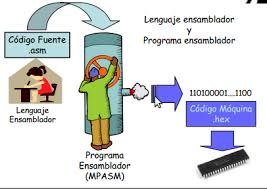 Lenguaje ensamblador
y
Programa ensamblador
Código Fuente
.asm
Lenguaje
Ensamblador
110100001....1100
Código Máquina
.hex
Programa
Ensamblador
(MPASM)